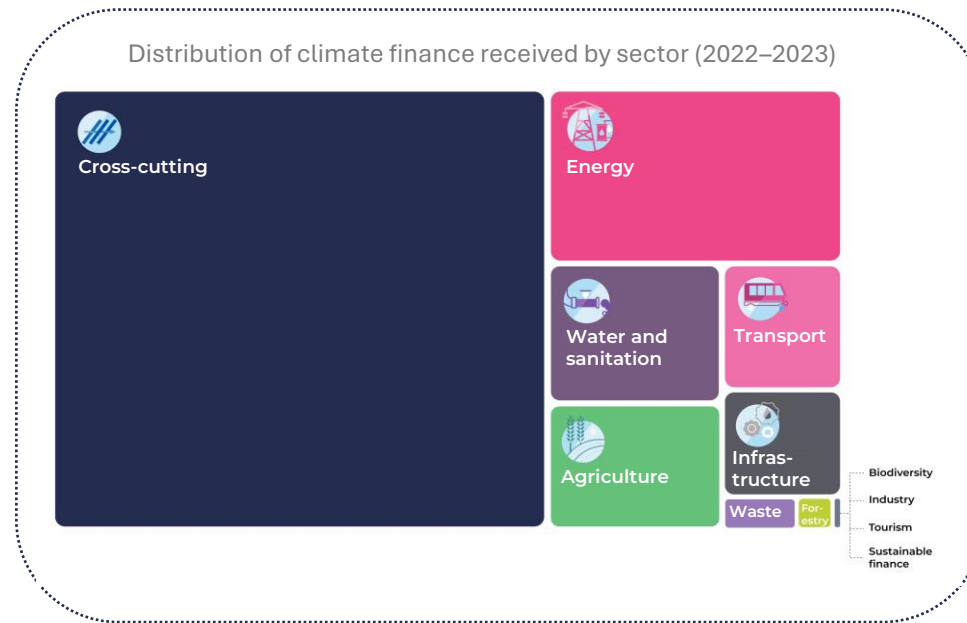 Distribution of climate finance received by sector (2022–2023)
Cross-cutting
Energy
Water and
sanitation
Transport
Agriculture
Infras-
tructure
Waste
For-
estry
Biodiversity
Industry
Tourism
Sustainable
finance